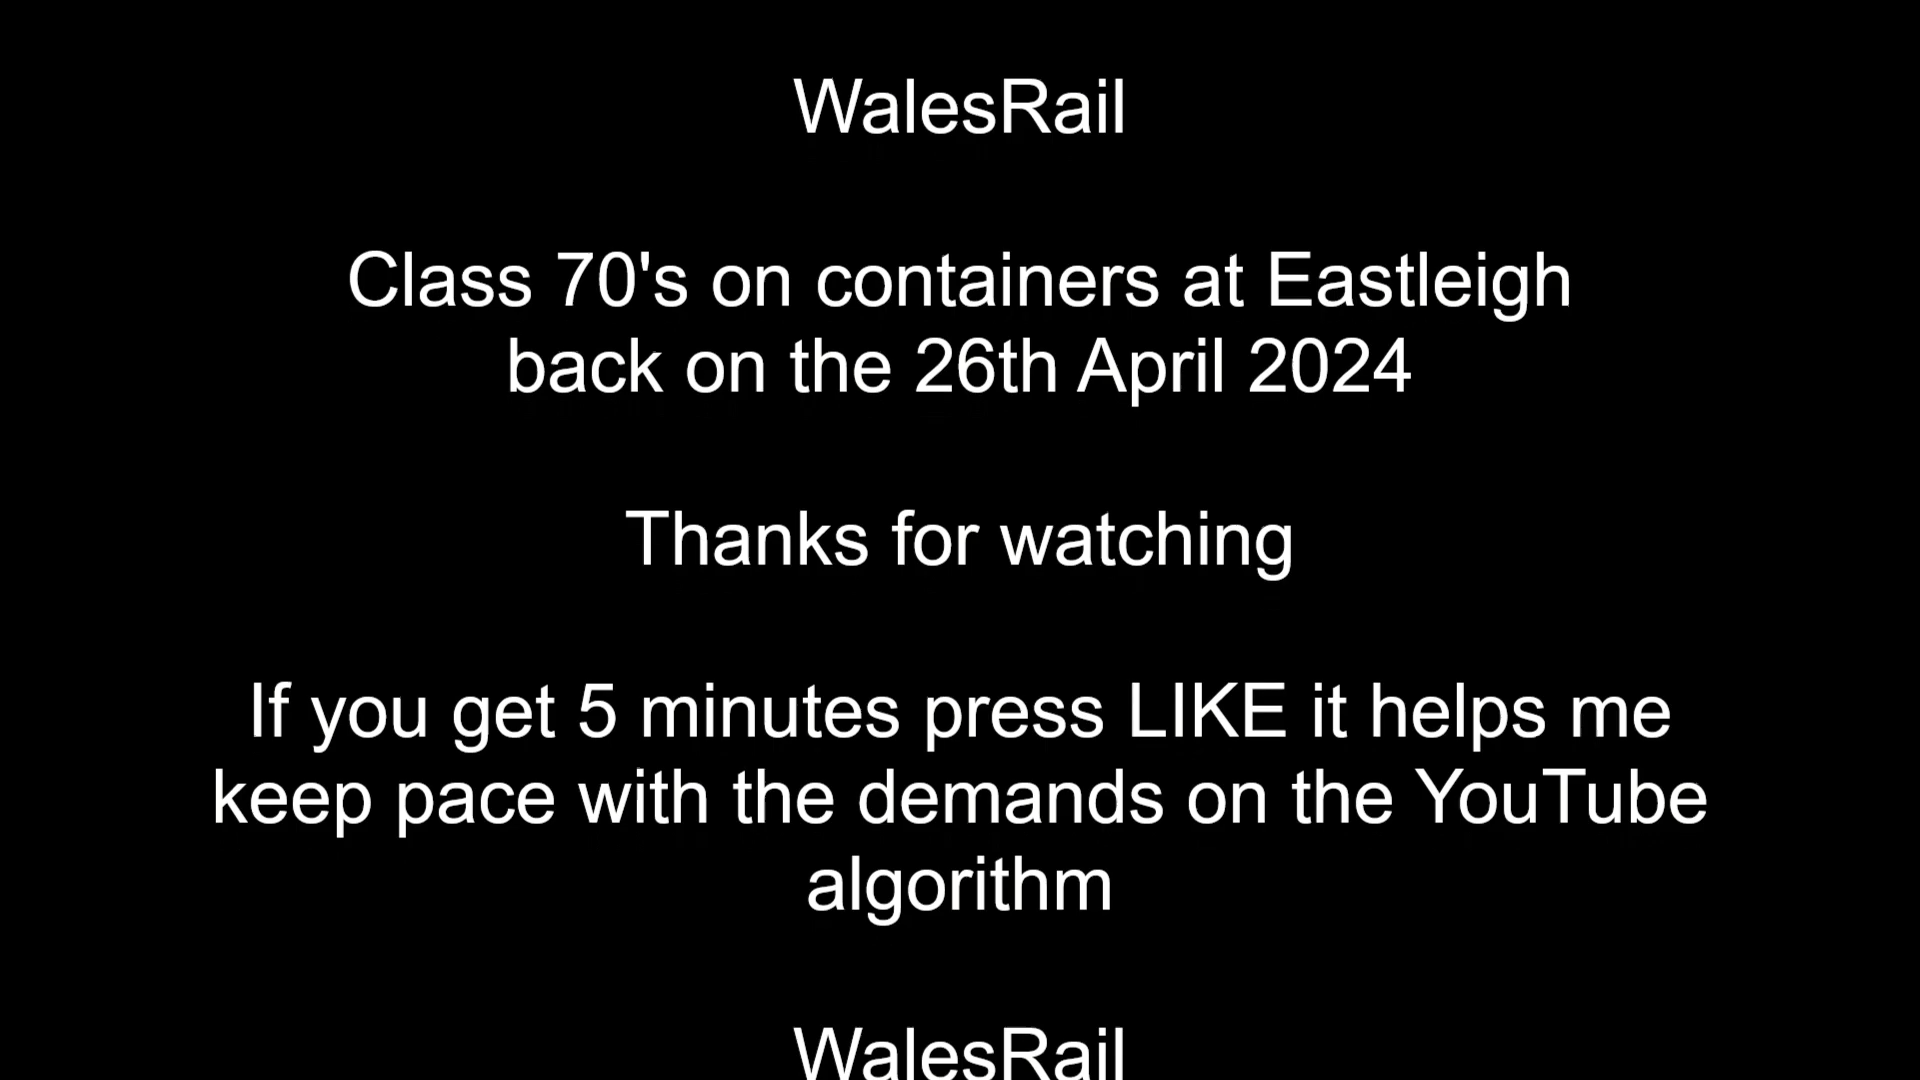 WalesRail
Class 70's on containers at Eastleigh
back on the 26th April 2024
Thanks for watching
If you get 5 minutes press LIKE it helps me
keep pace with the demands on the YouTube
algorithm
WalesRail